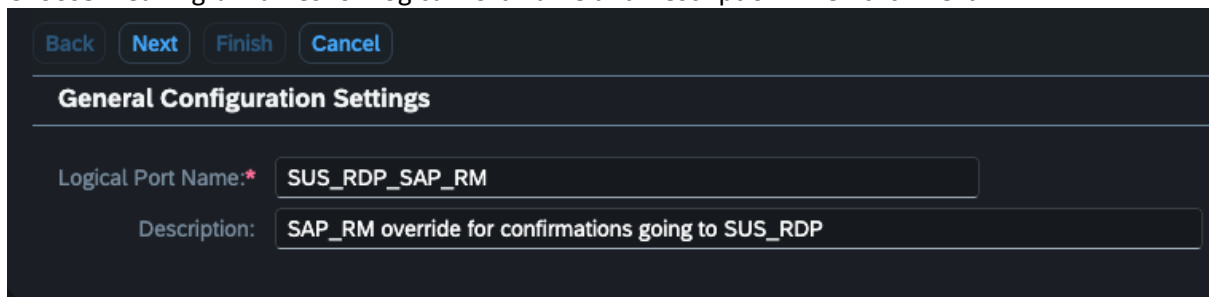 Back Next Finish Cancel
General Configuration Settings
Logical Port Name:* SUS_RDP_SAP_RM
Description: SAP_RM override for confirmations going to SUS_RDP